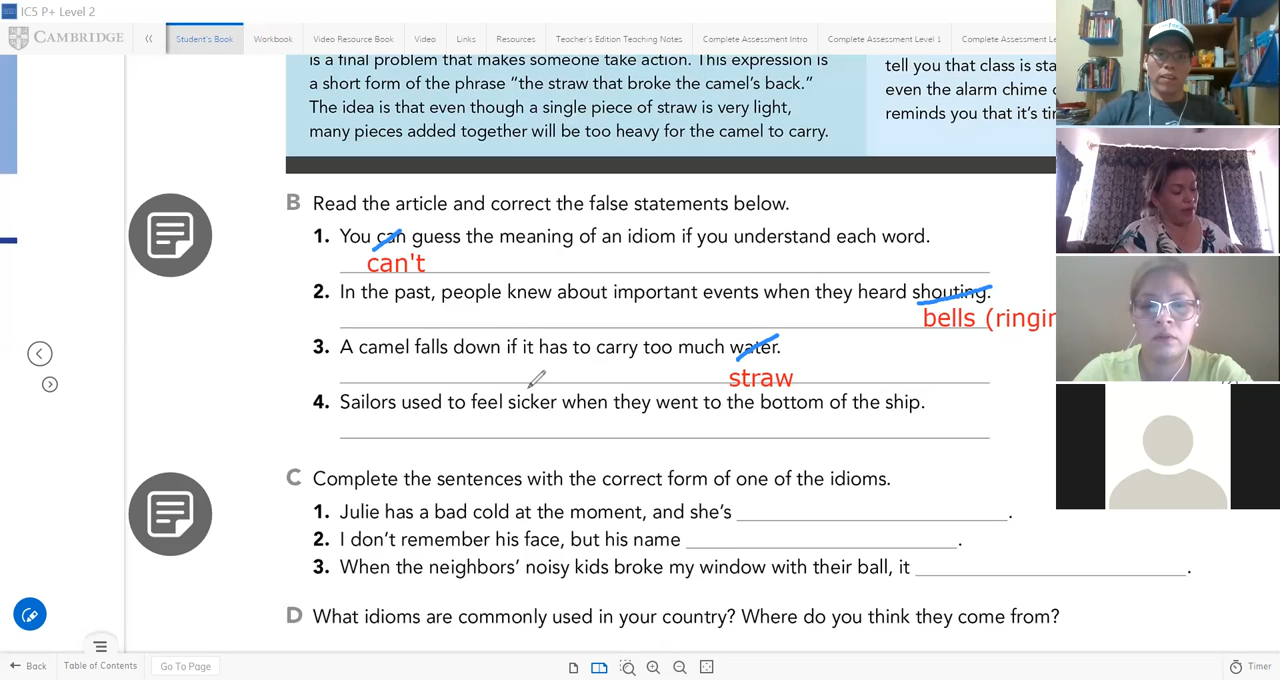 IC5 P+ Level 2
CAMBRIDGE
Student's Book
Workbook
Video Resource Book
Video
Links
Resources
Teacher's Edition Teaching Notes
Complete Assessment Intro
Complete Assessment Level 1
Complete Assessment Le
is a final problem that makes someone take action. This expression is
a short form of the phrase “the straw that broke the camel's back.”
The idea is that even though a single piece of straw is very light,
many pieces added together will be too heavy for the camel to carry.
tell you that class is sta
even the alarm chime o
reminds you that it's tim
B Read the article and correct the false statements below.
1. You can guess the meaning of an idiom if you understand each word.
can't
2. In the past, people knew about important events when they heard shouting.
bells (ringin
3. A camel falls down if it has to carry too much water.
straw
4. Sailors used to feel sicker when they went to the bottom of the ship.
C Complete the sentences with the correct form of one of the idioms.
1. Julie has a bad cold at the moment, and she's .
2. I don't remember his face, but his name .
3. When the neighbors' noisy kids broke my window with their ball, it .
D What idioms are commonly used in your country? Where do you think they come from?
Back
Table of Contents
Go To Page
Timer